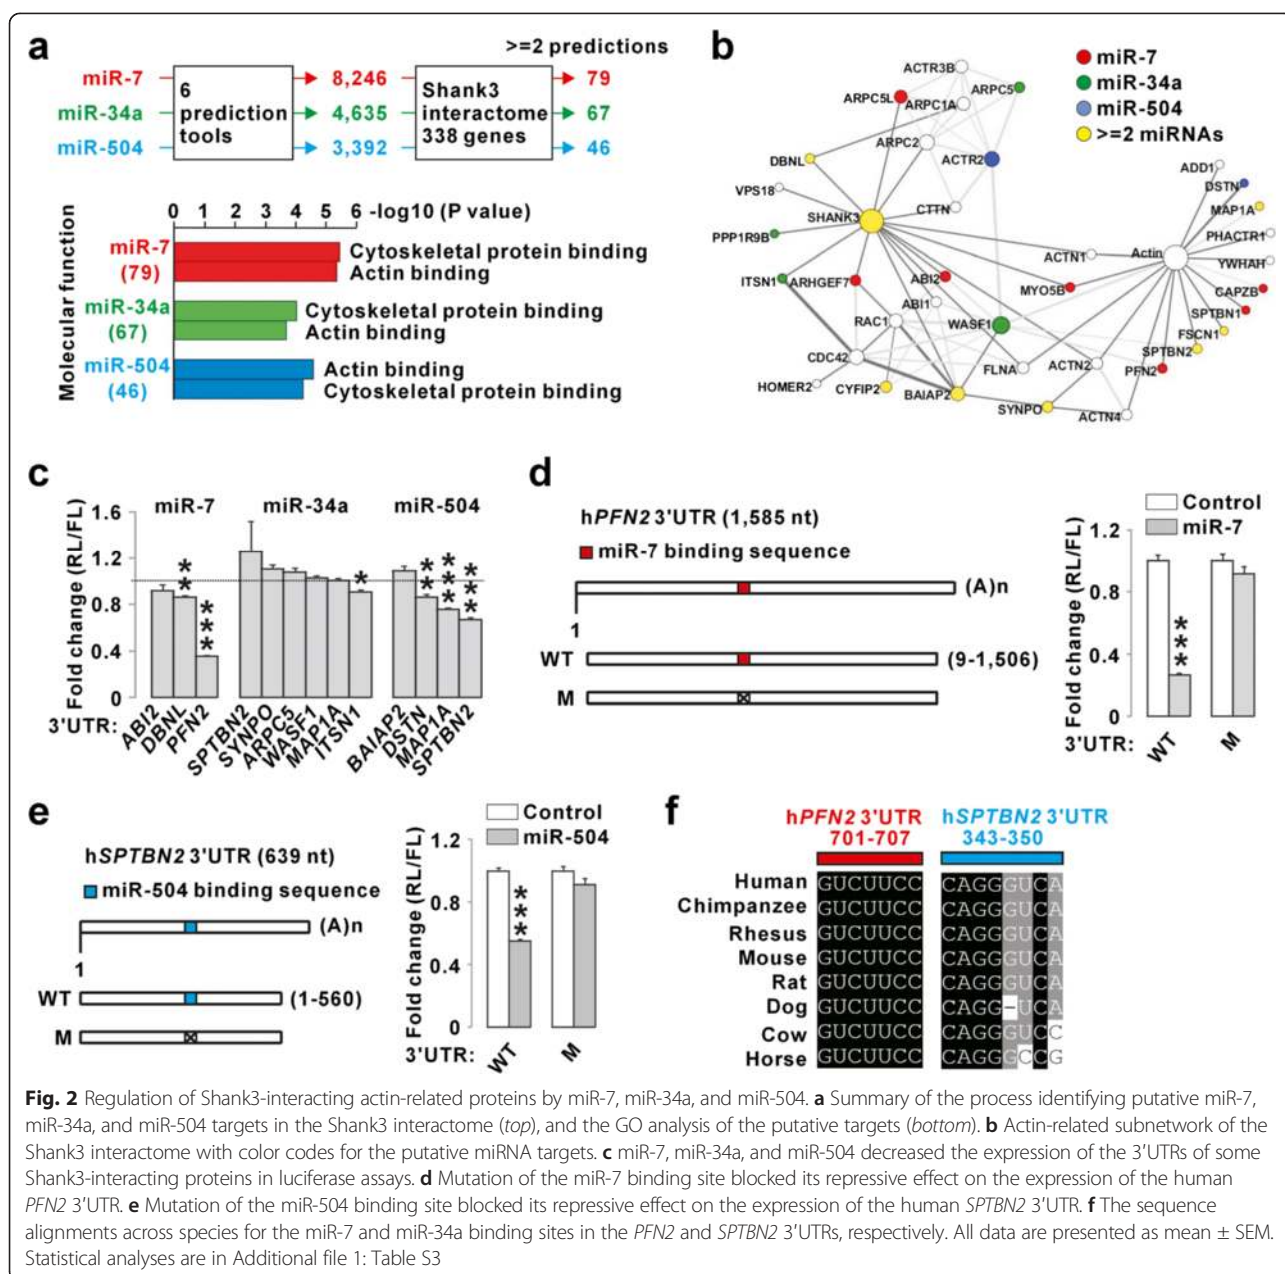 a
>=2 predictions
miR-7
miR-34a
miR-504
6
prediction
tools
8,246
4,635
3,392
Shank3
interactome
338 genes
79
67
46
0 1 2 3 4 5 6 -log10 (P value)
Molecular function
miR-7
(79)
Cytoskeletal protein binding
Actin binding
miR-34a
(67)
Cytoskeletal protein binding
Actin binding
miR-504
(46)
Actin binding
Cytoskeletal protein binding
b
miR-7
miR-34a
miR-504
>=2 miRNAs
ACTR3B
ARPC5L
ARPC1A
ARPC5
ARPC2
ACTR2
DBNL
VPS18
SHANK3
CTTN
PPP1R9B
ITSN1
ARHGEF7
ABI2
ABI1
RAC1
WASF1
CDC42
HOMER2
CYFIP2
BAIAP2
FLNA
SYNPO
ACTN2
ACTN4
ACTN1
MYO5B
Actin
ADD1
DSTN
MAP1A
PHACTR1
YWHAH
CAPZB
SPTBN1
FSCN1
SPTBN2
PFN2
c
miR-7
miR-34a
miR-504
Fold change (RL/FL)
1.6
1.2
0.8
0.4
0
**
***
*
**
***
***
3'UTR:
ABI2
DBNL
PFN2
SPTBN2
SYNPO
ARPC5
WASF1
MAP1A
ITSN1
BAIAP2
DSTN
MAP1A
SPTBN2
d
hPFN2 3'UTR (1,585 nt)
miR-7 binding sequence
(A)n
1
WT
(9-1,506)
M
Control
miR-7
Fold change (RL/FL)
1.2
0.8
0.4
0
***
3'UTR:
WT
M
e
hSPTBN2 3'UTR (639 nt)
miR-504 binding sequence
(A)n
1
WT
(1-560)
M
Control
miR-504
Fold change (RL/FL)
1.2
0.8
0.4
0
***
3'UTR:
WT
M
f
hPFN2 3'UTR
701-707
hSPTBN2 3'UTR
343-350
Human GUCUUCC CAGGGUCA
Chimpanzee GUCUUCC CAGGGUCA
Rhesus GUCUUCC CAGGGUCA
Mouse GUCUUCC CAGGGUCA
Rat GUCUUCC CAGGGUCA
Dog GUCUUCC CAGG-UCA
Cow GUCUUCC CAGGGUCC
Horse GUCUUCC CAGGGCCG
Fig. 2 Regulation of Shank3-interacting actin-related proteins by miR-7, miR-34a, and miR-504. a Summary of the process identifying putative miR-7,
miR-34a, and miR-504 targets in the Shank3 interactome (top), and the GO analysis of the putative targets (bottom). b Actin-related subnetwork of the
Shank3 interactome with color codes for the putative miRNA targets. c miR-7, miR-34a, and miR-504 decreased the expression of the 3′UTRs of some
Shank3-interacting proteins in luciferase assays. d Mutation of the miR-7 binding site blocked its repressive effect on the expression of the human
PFN2 3′UTR. e Mutation of the miR-504 binding site blocked its repressive effect on the expression of the human SPTBN2 3′UTR. f The sequence
alignments across species for the miR-7 and miR-34a binding sites in the PFN2 and SPTBN2 3′UTRs, respectively. All data are presented as mean ± SEM.
Statistical analyses are in Additional file 1: Table S3